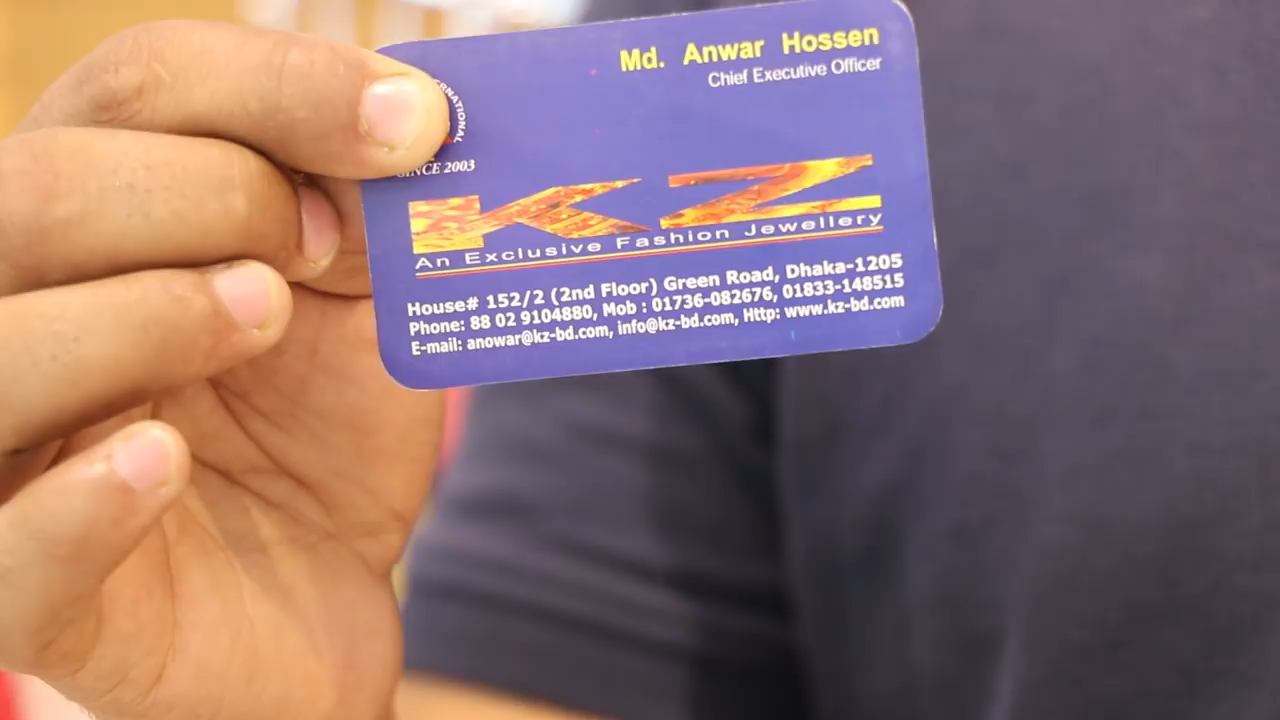 Md. Anwar Hossen
Chief Executive Officer
SINCE 2003
KZ
An Exclusive Fashion Jewellery
House# 152/2 (2nd Floor) Green Road, Dhaka-1205
Phone: 88 02 9104880, Mob : 01736-082676, 01833-148515
E-mail: anowar@kz-bd.com, info@kz-bd.com, Http: www.kz-bd.com